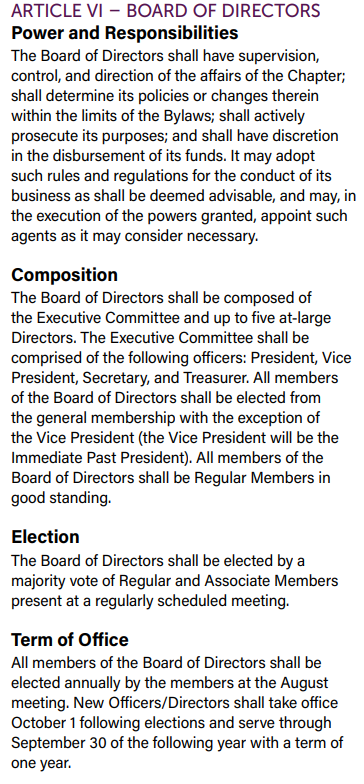 ARTICLE VI – BOARD OF DIRECTORS
Power and Responsibilities
The Board of Directors shall have supervision,
control, and direction of the affairs of the Chapter;
shall determine its policies or changes therein
within the limits of the Bylaws; shall actively
prosecute its purposes; and shall have discretion
in the disbursement of its funds. It may adopt
such rules and regulations for the conduct of its
business as shall be deemed advisable, and may, in
the execution of the powers granted, appoint such
agents as it may consider necessary.
Composition
The Board of Directors shall be composed of
the Executive Committee and up to five at-large
Directors. The Executive Committee shall be
comprised of the following officers: President, Vice
President, Secretary, and Treasurer. All members
of the Board of Directors shall be elected from
the general membership with the exception of
the Vice President (the Vice President will be the
Immediate Past President). All members of the
Board of Directors shall be Regular Members in
good standing.
Election
The Board of Directors shall be elected by a
majority vote of Regular and Associate Members
present at a regularly scheduled meeting.
Term of Office
All members of the Board of Directors shall be
elected annually by the members at the August
meeting. New Officers/Directors shall take office
October 1 following elections and serve through
September 30 of the following year with a term of
one year.